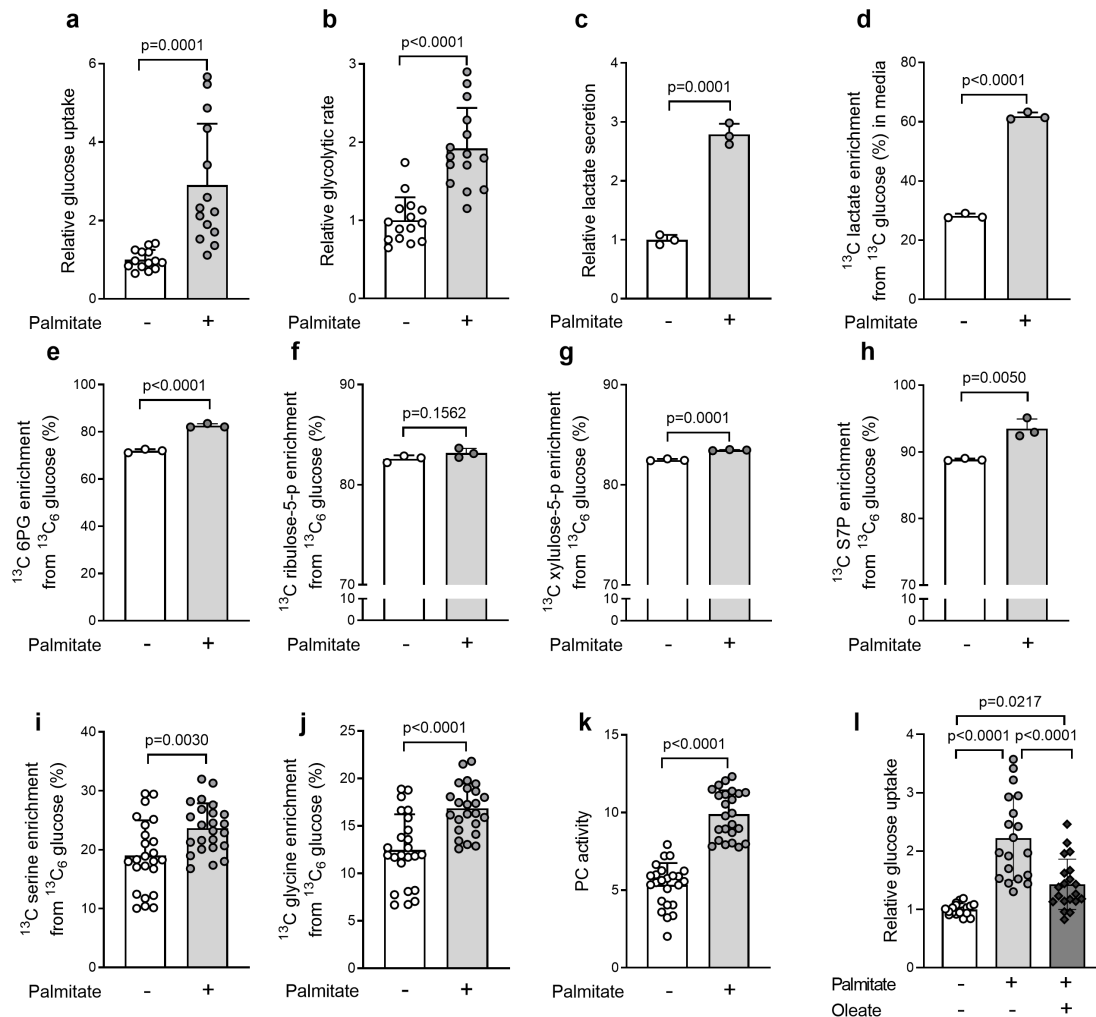 a
p=0.0001
Relative glucose uptake
6
4
2
0
Palmitate - +
b
p<0.0001
Relative glycolytic rate
3
2
1
0
Palmitate - +
c
p=0.0001
Relative lactate secretion
4
3
2
1
0
Palmitate - +
d
p<0.0001
13C lactate enrichment
from 13C glucose (%) in media
80
60
40
20
0
Palmitate - +
e
p<0.0001
13C 6PG enrichment
from 13C6 glucose (%)
100
80
60
40
20
0
Palmitate - +
f
p=0.1562
13C ribulose-5-p enrichment
from 13C6 glucose (%)
90
80
70
10
0
Palmitate - +
g
p=0.0001
13C xylulose-5-p enrichment
from 13C6 glucose (%)
90
80
70
10
0
Palmitate - +
h
p=0.0050
13C S7P enrichment
from 13C6 glucose (%)
100
90
80
70
10
0
Palmitate - +
i
p=0.0030
13C serine enrichment
from 13C6 glucose (%)
40
30
20
10
0
Palmitate - +
j
p<0.0001
13C glycine enrichment
from 13C6 glucose (%)
25
20
15
10
5
0
Palmitate - +
k
p<0.0001
PC activity
15
10
5
0
Palmitate - +
l
p=0.0217
p<0.0001 p<0.0001
Relative glucose uptake
4
3
2
1
0
Palmitate - + +
Oleate - - +